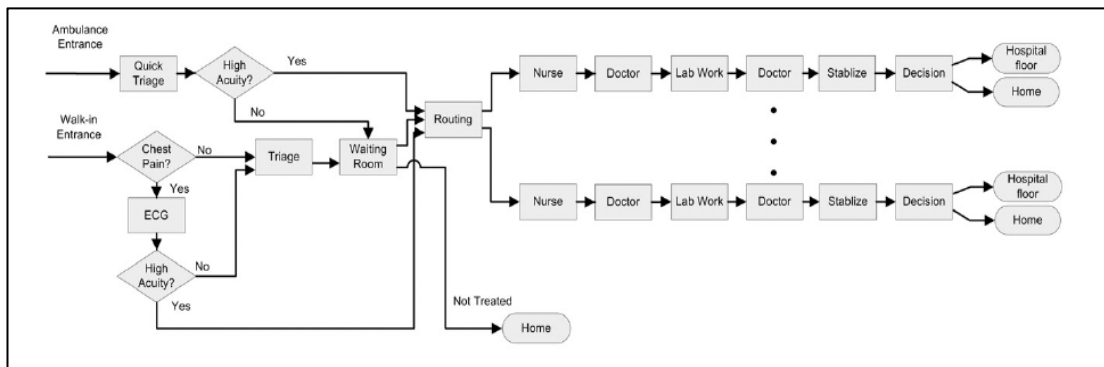 Ambulance
Entrance
Quick
Triage
High
Acuity?
Yes
No
Walk-in
Entrance
Chest
Pain?
No
Yes
Triage
Waiting
Room
Routing
ECG
High
Acuity?
No
Yes
Not Treated
Home
Nurse
Doctor
Lab Work
Doctor
Stablize
Decision
Hospital
floor
Home
Nurse
Doctor
Lab Work
Doctor
Stablize
Decision
Hospital
floor
Home